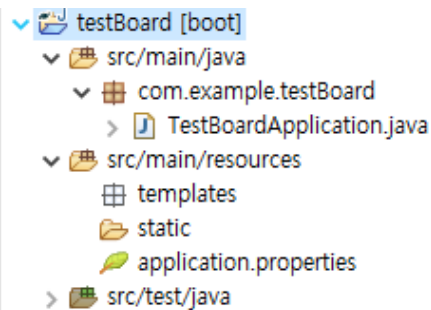 testBoard [boot]
src/main/java
com.example.testBoard
TestBoardApplication.java
src/main/resources
templates
static
application.properties
src/test/java